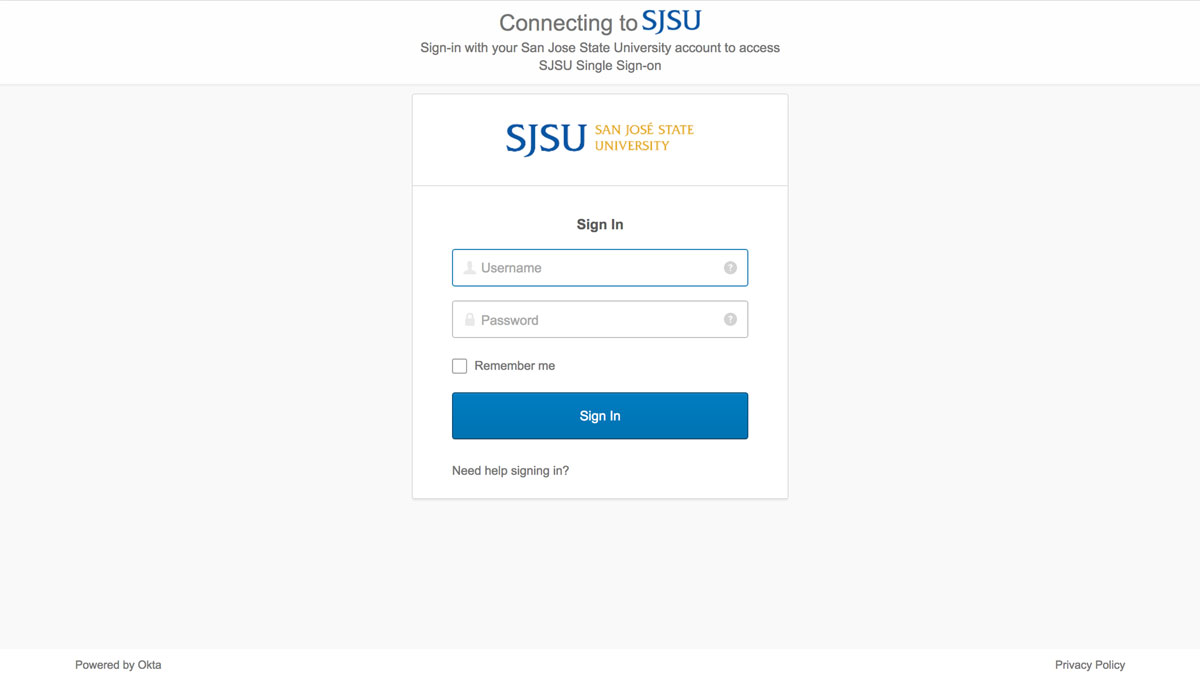 Connecting to SJSU
Sign-in with your San Jose State University account to access
SJSU Single Sign-on
SJSU SAN JOSÉ STATE
UNIVERSITY
Sign In
Username ?
Password ?
Remember me
Sign In
Need help signing in?
Powered by Okta
Privacy Policy